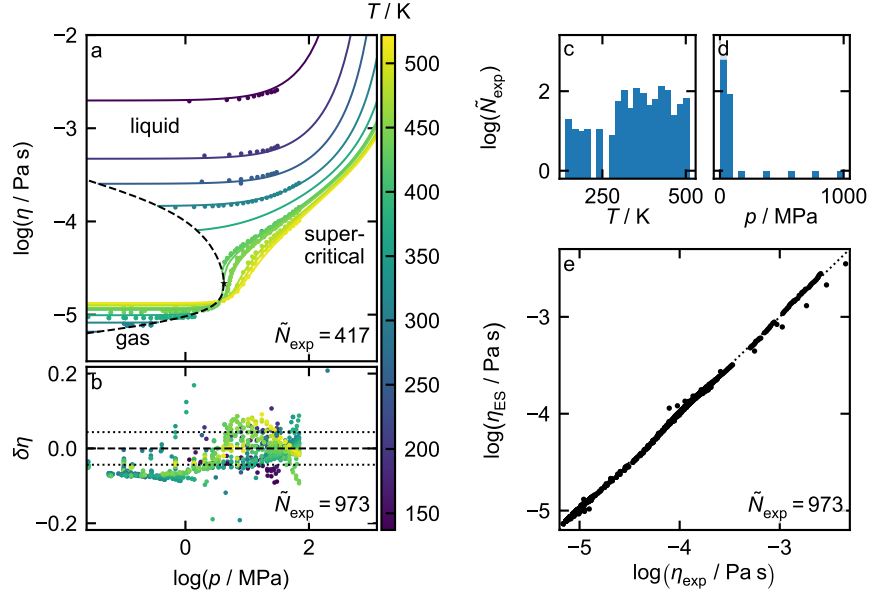 T / K
a
−2
−3
−4
−5
log(η / Pa s)
liquid
super-
critical
gas
Ñexp = 417
500
450
400
350
300
250
200
150
b
0.2
0.0
−0.2
δη
Ñexp = 973
0
2
log(p / MPa)
c
d
2
0
log(Ñexp)
250
500
0
1000
T / K
p / MPa
e
−3
−4
−5
log(ηES / Pa s)
Ñexp = 973
−5
−4
−3
log(ηexp / Pa s)